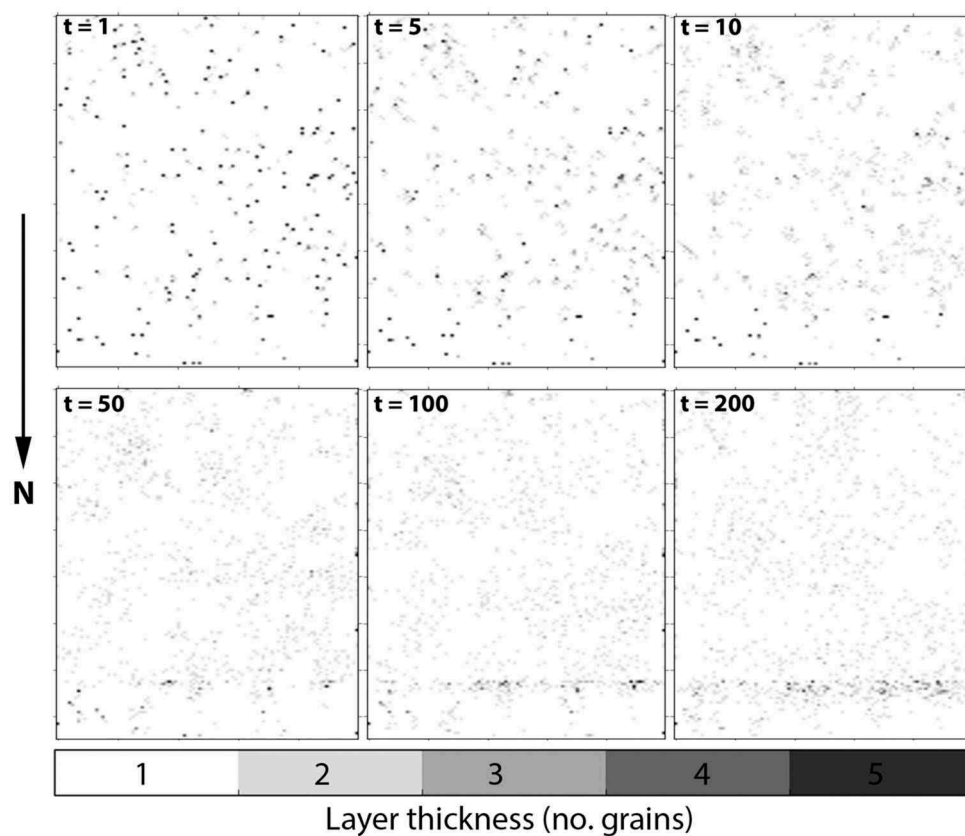 t = 1
t = 5
t = 10
N
t = 50
t = 100
t = 200
1 2 3 4 5
Layer thickness (no. grains)